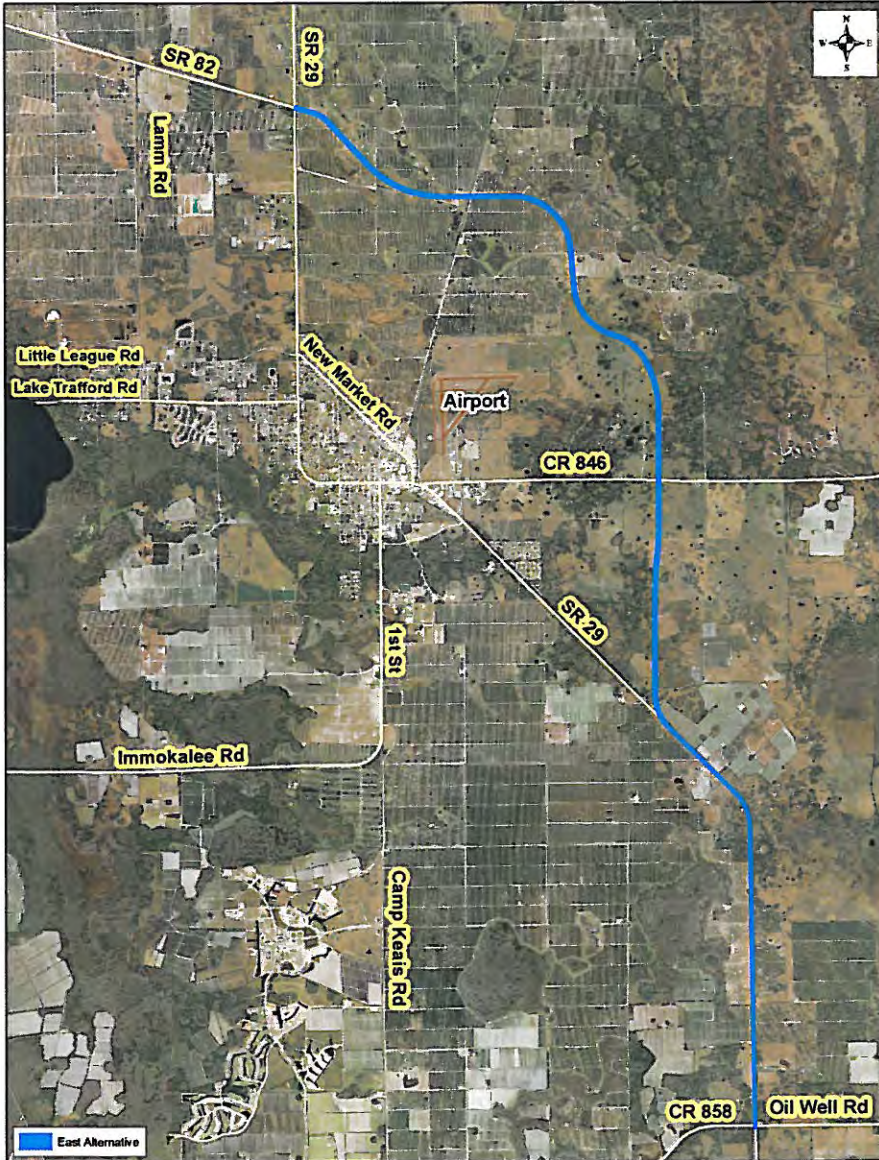 SR 82
SR 29
N
W E
S
Lamm Rd
Little League Rd
Lake Trafford Rd
New Market Rd
Airport
CR 846
SR 29
1st St
Immokalee Rd
Camp Keais Rd
CR 858
Oil Well Rd
East Alternative